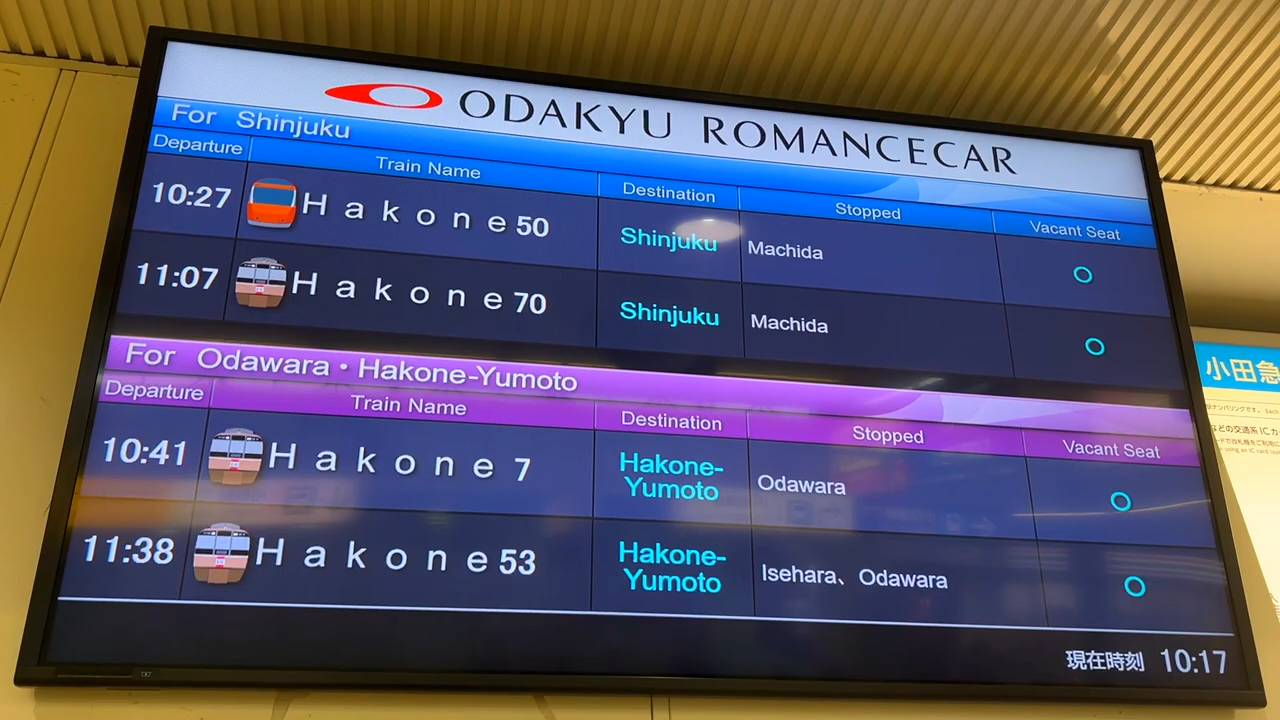 ODAKYU ROMANCECAR
For Shinjuku
Departure Train Name Destination Stopped Vacant Seat
10:27 Hakone 50 Shinjuku Machida ○
11:07 Hakone 70 Shinjuku Machida ○
For Odawara・Hakone-Yumoto
Departure Train Name Destination Stopped Vacant Seat
10:41 Hakone 7 Hakone-Yumoto Odawara ○
11:38 Hakone 53 Hakone-Yumoto Isehara、Odawara ○
現在時刻 10:17
小田急